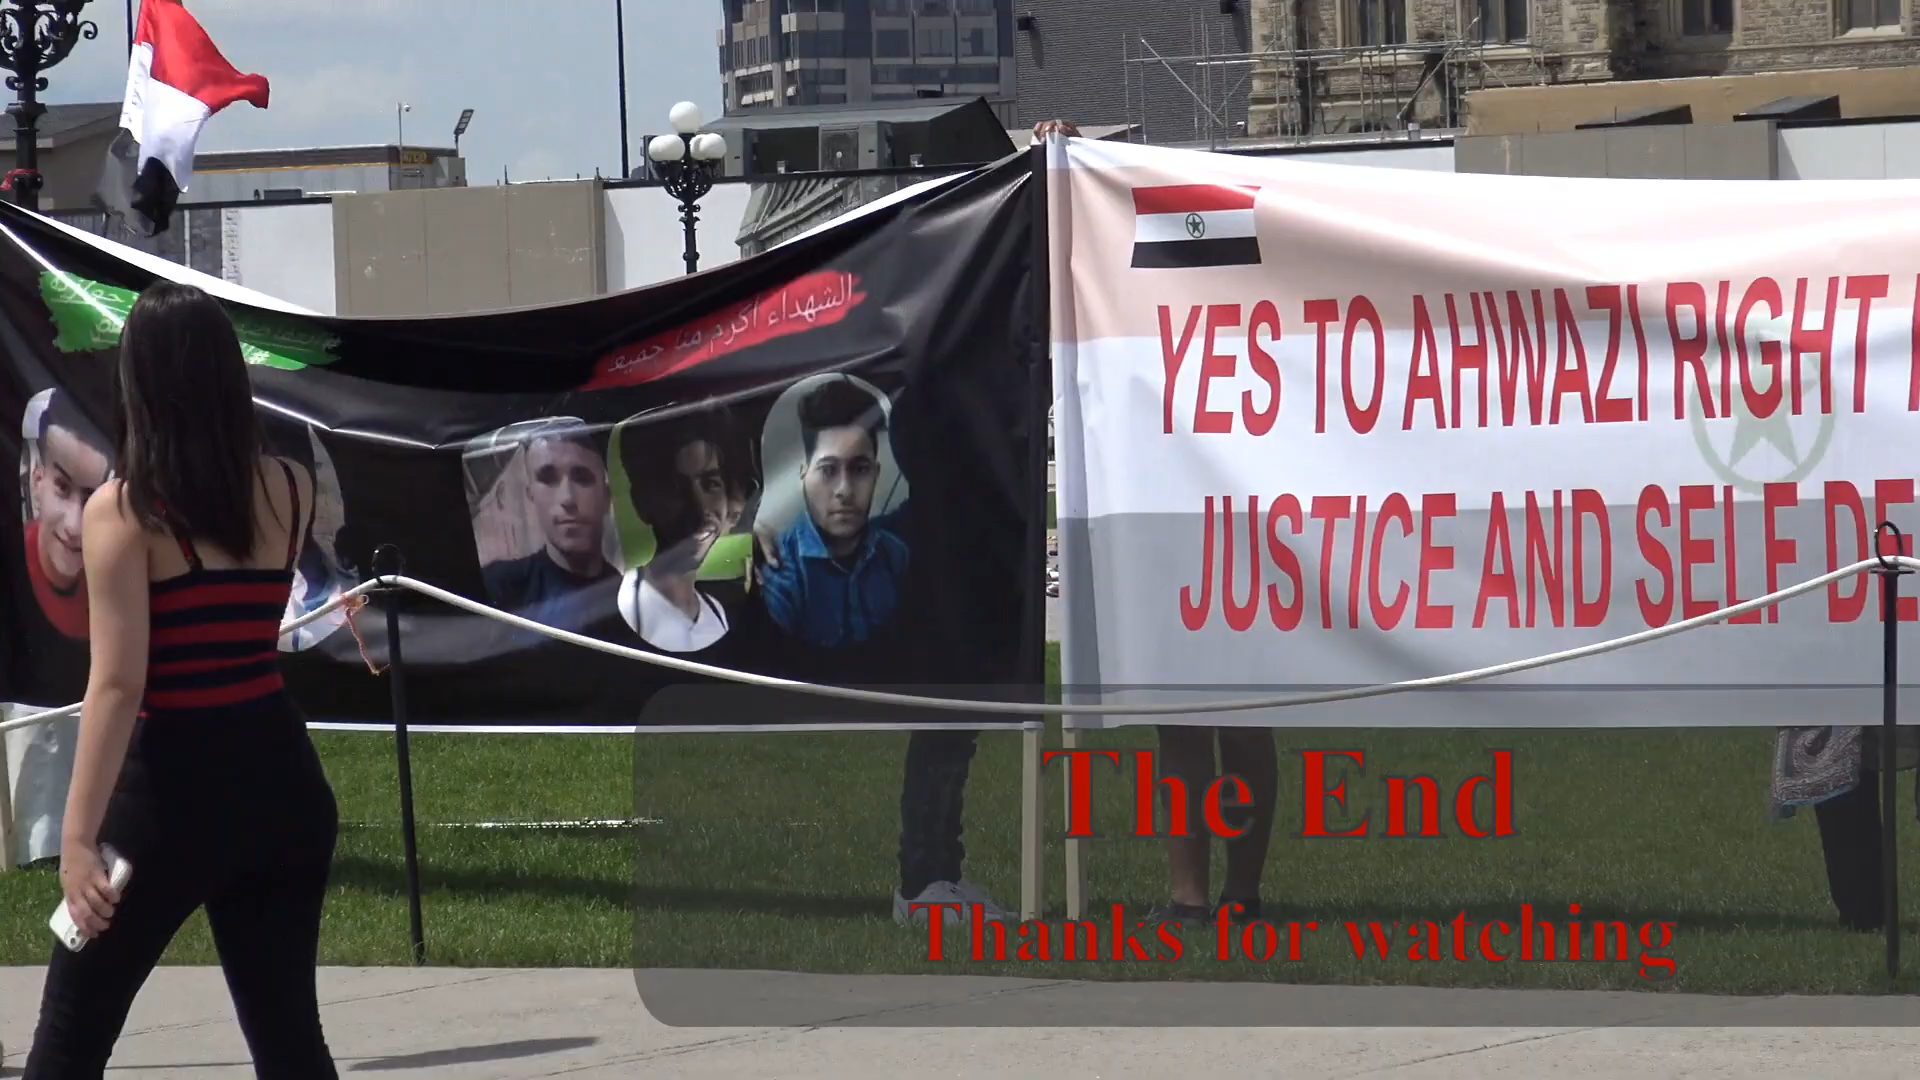 الشهداء أكرم منا جميعا
YES TO AHWAZI RIGHT
JUSTICE AND SELF DE
The End
Thanks for watching